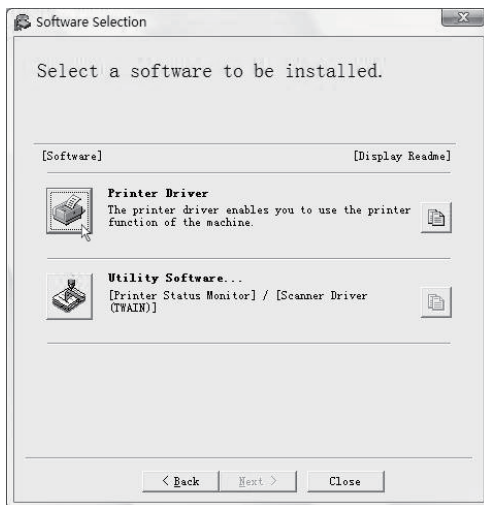 Software Selection
Select a software to be installed.
[Software] [Display Readme]
Printer Driver
The printer driver enables you to use the printer
function of the machine.
Utility Software...
[Printer Status Monitor] / [Scanner Driver
(TWAIN)]
< Back Next > Close